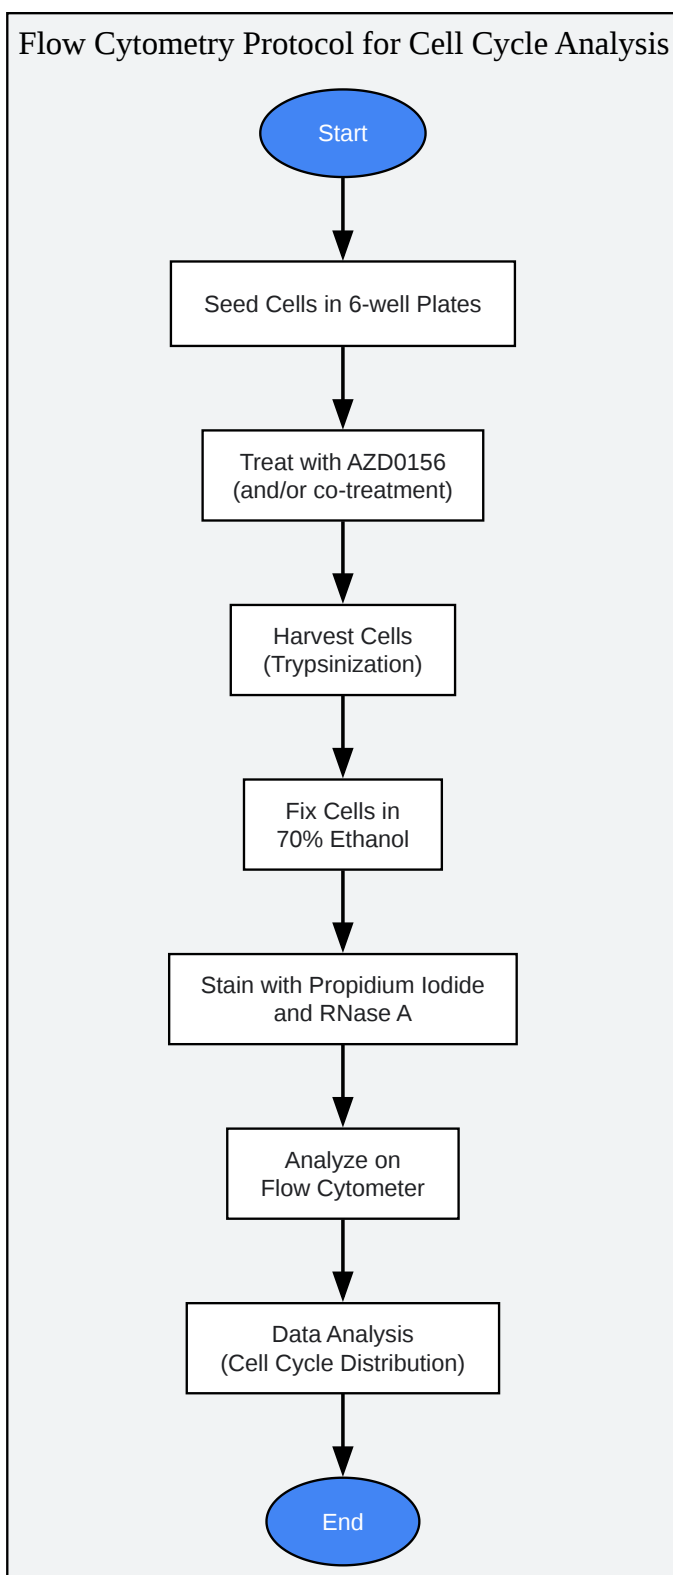 Flow Cytometry Protocol for Cell Cycle Analysis
Start
Seed Cells in 6-well Plates
Treat with AZD0156
(and/or co-treatment)
Harvest Cells
(Trypsinization)
Fix Cells in
70% Ethanol
Stain with Propidium Iodide
and RNase A
Analyze on
Flow Cytometer
Data Analysis
(Cell Cycle Distribution)
End